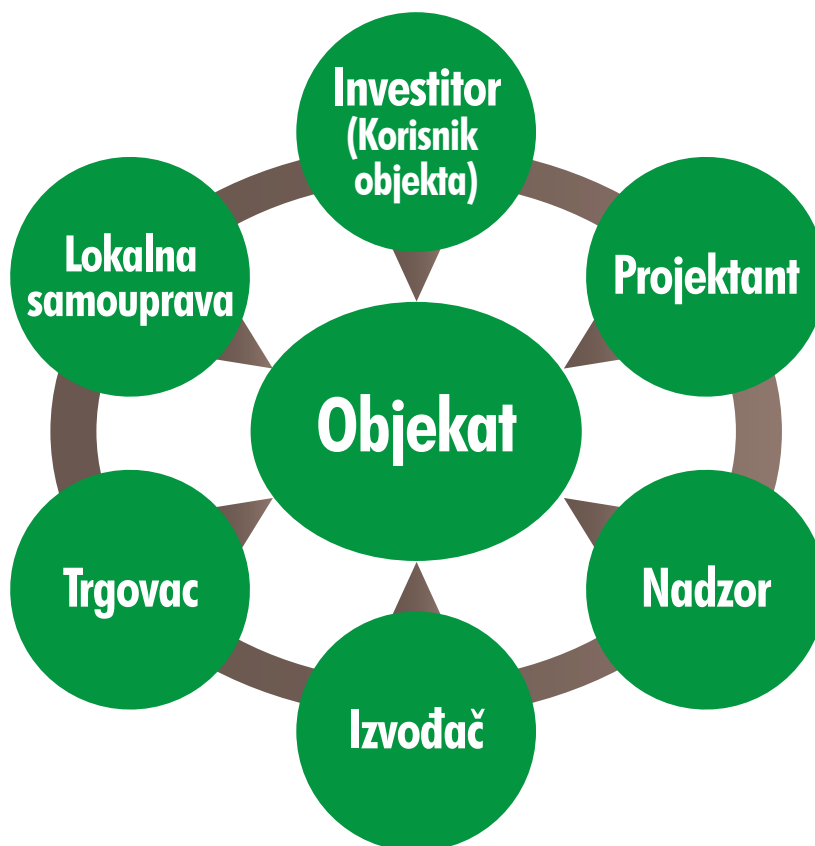 Investitor
(Korisnik
objekta)
Lokalna
samouprava
Projektant
Objekat
Trgovac
Nadzor
Izvođač